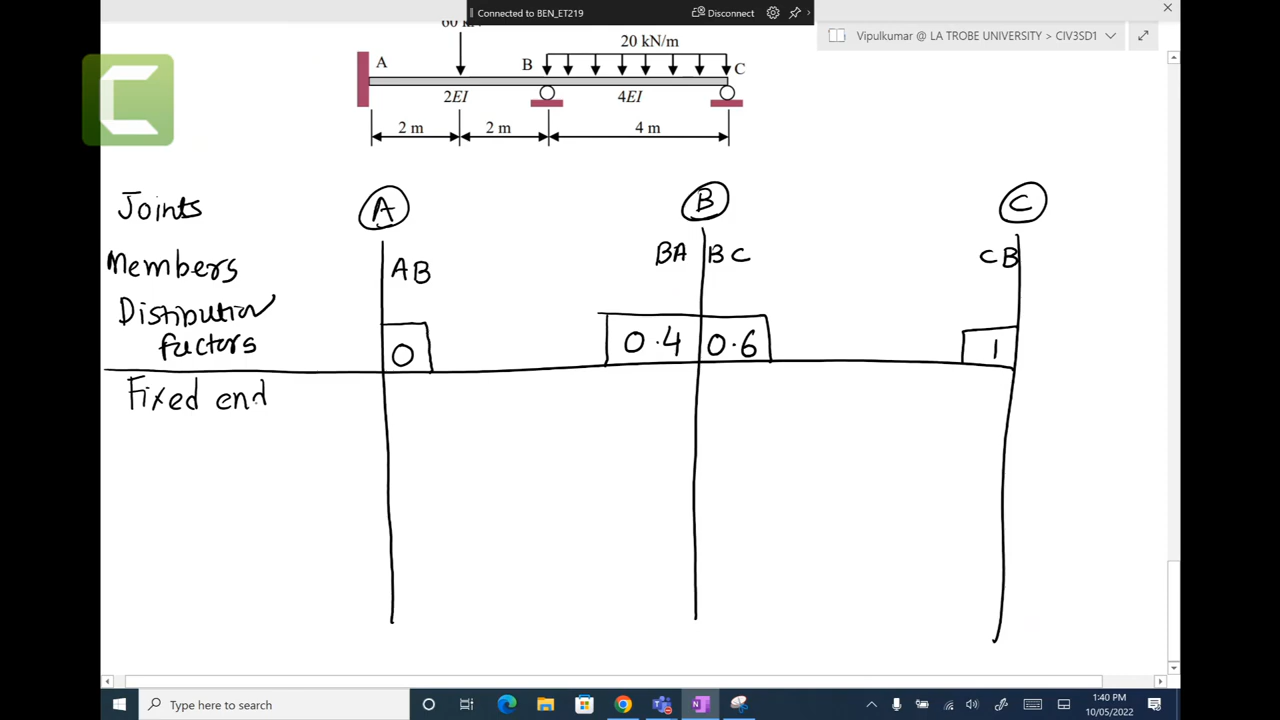 Connected to BEN_ET219
Disconnect
Vipulkumar @ LA TROBE UNIVERSITY > CIV3SD1
60
20 kN/m
A
B
C
2EI
4EI
2 m
2 m
4 m
Joints
A
B
C
Members
AB
BA
BC
CB
Distibution
factors
0
0.4
0.6
1
Fixed end
Type here to search
1:40 PM
10/05/2022